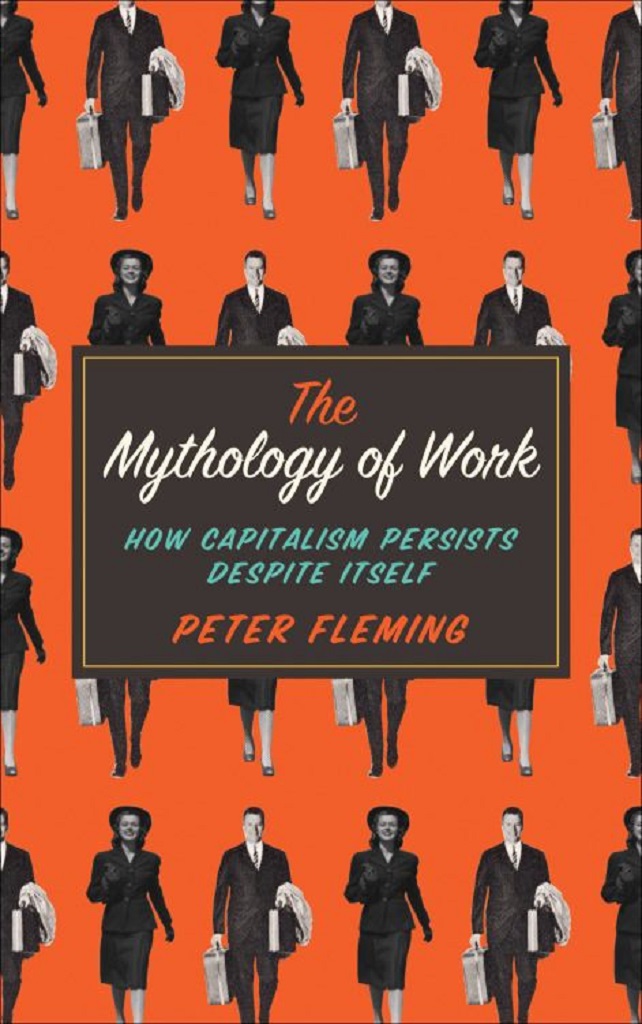 The
Mythology of Work
HOW CAPITALISM PERSISTS
DESPITE ITSELF
PETER FLEMING